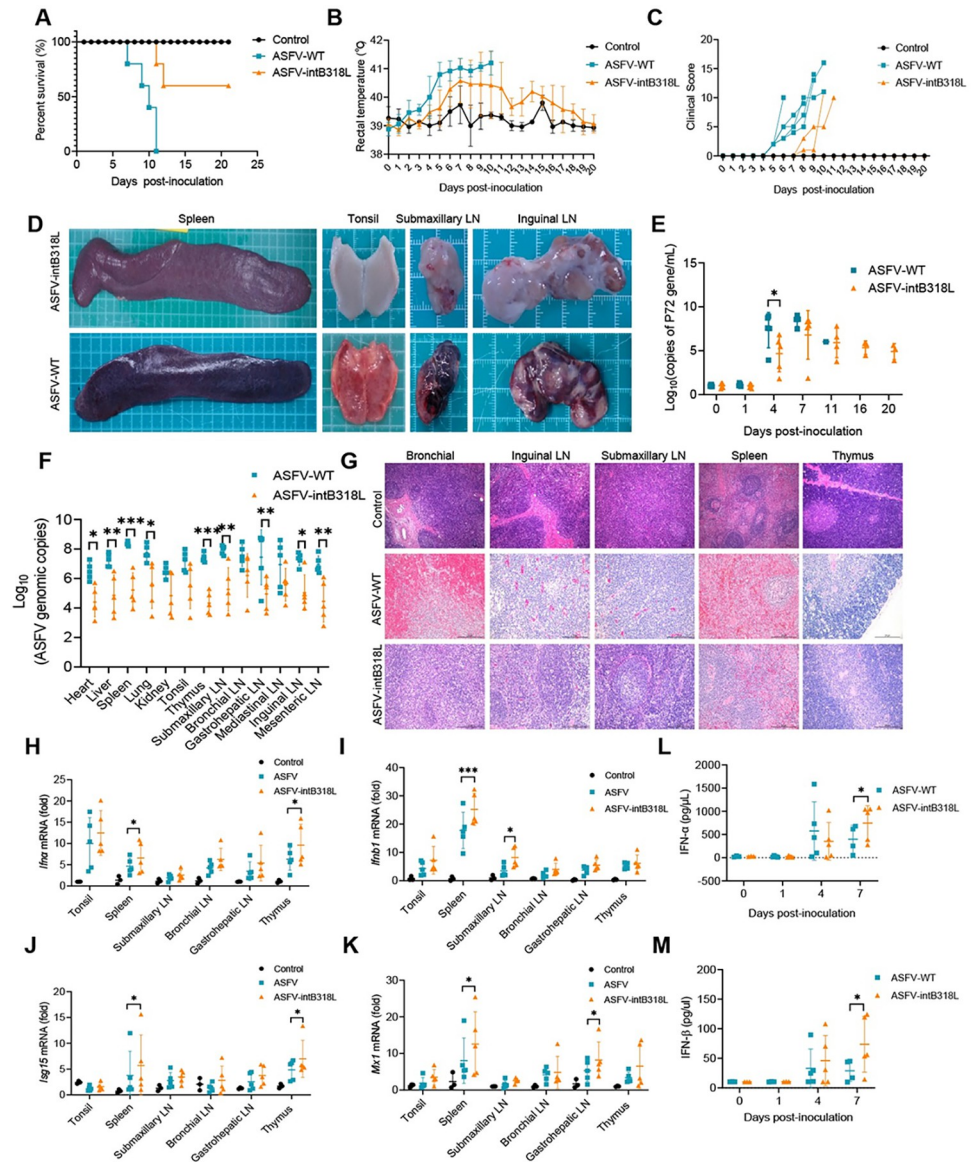 A
Control
ASFV-WT
ASFV-intB318L
Percent survival (%)
100
50
0
0 5 10 15 20 25
Days post-inoculation
B
Control
ASFV-WT
ASFV-intB318L
Rectal temperature (℃)
42
41
40
39
38
0 1 2 3 4 5 6 7 8 9 10 11 12 13 14 15 16 17 18 19 20
Days post-inoculation
C
Control
ASFV-WT
ASFV-intB318L
Clinical Score
25
20
15
10
5
0
0 1 2 3 4 5 6 7 8 9 10 11 12 13 14 15 16 17 18 19 20
Days post-inoculation
D
Spleen Tonsil Submaxillary LN Inguinal LN
ASFV-intB318L
ASFV-WT
E
ASFV-WT
ASFV-intB318L
Log10(copies of P72 gene/mL)
15
10
5
0
*
0 1 4 7 11 16 20
Days post-inoculation
F
ASFV-WT
ASFV-intB318L
Log10
(ASFV genomic copies)
10
8
6
4
2
0
* ** *** * *** ** ** * **
Heart
Liver
Spleen
Lung
Kidney
Tonsil
Thymus
Submaxillary LN
Bronchial LN
Gastrohepatic LN
Mediastinal LN
Inguinal LN
Mesenteric LN
G
Bronchial Inguinal LN Submaxillary LN Spleen Thymus
Control
ASFV-WT
ASFV-intB318L
H
Control
ASFV
ASFV-intB318L
Ifna mRNA (fold)
25
20
15
10
5
0
* *
Tonsil
Spleen
Submaxillary LN
Bronchial LN
Gastrohepatic LN
Thymus
I
Control
ASFV
ASFV-intB318L
Ifnb1 mRNA (fold)
60
40
20
0
*** *
Tonsil
Spleen
Submaxillary LN
Bronchial LN
Gastrohepatic LN
Thymus
L
ASFV-WT
ASFV-intB318L
IFN-α (pg/μL)
2000
1500
1000
500
0
-500
*
0 1 4 7
Days post-inoculation
J
Control
ASFV
ASFV-intB318L
Isg15 mRNA (fold)
20
15
10
5
0
* *
Tonsil
Spleen
Submaxillary LN
Bronchial LN
Gastrohepatic LN
Thymus
K
Control
ASFV
ASFV-intB318L
Mx1 mRNA (fold)
40
30
20
10
0
* *
Tonsil
Spleen
Submaxillary LN
Bronchial LN
Gastrohepatic LN
Thymus
M
ASFV-WT
ASFV-intB318L
IFN-β (pg/ul)
200
150
100
50
0
*
0 1 4 7
Days post-inoculation